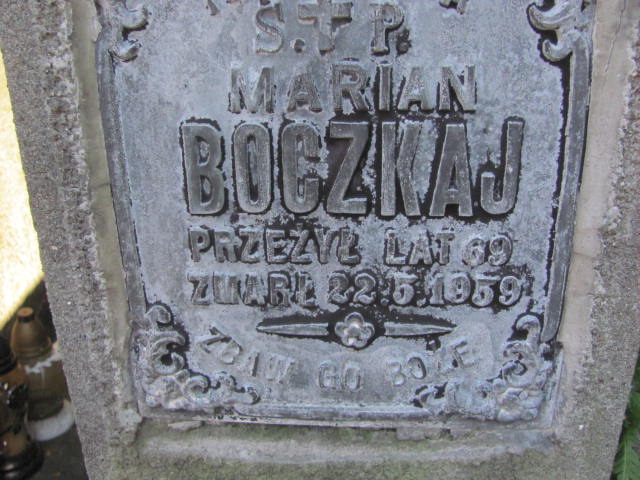 S. † P.
MARIAN
BOCZKAJ
PRZEŻYŁ LAT 69
ZMARŁ 22.5.1959
ZBAW GO BOŻE